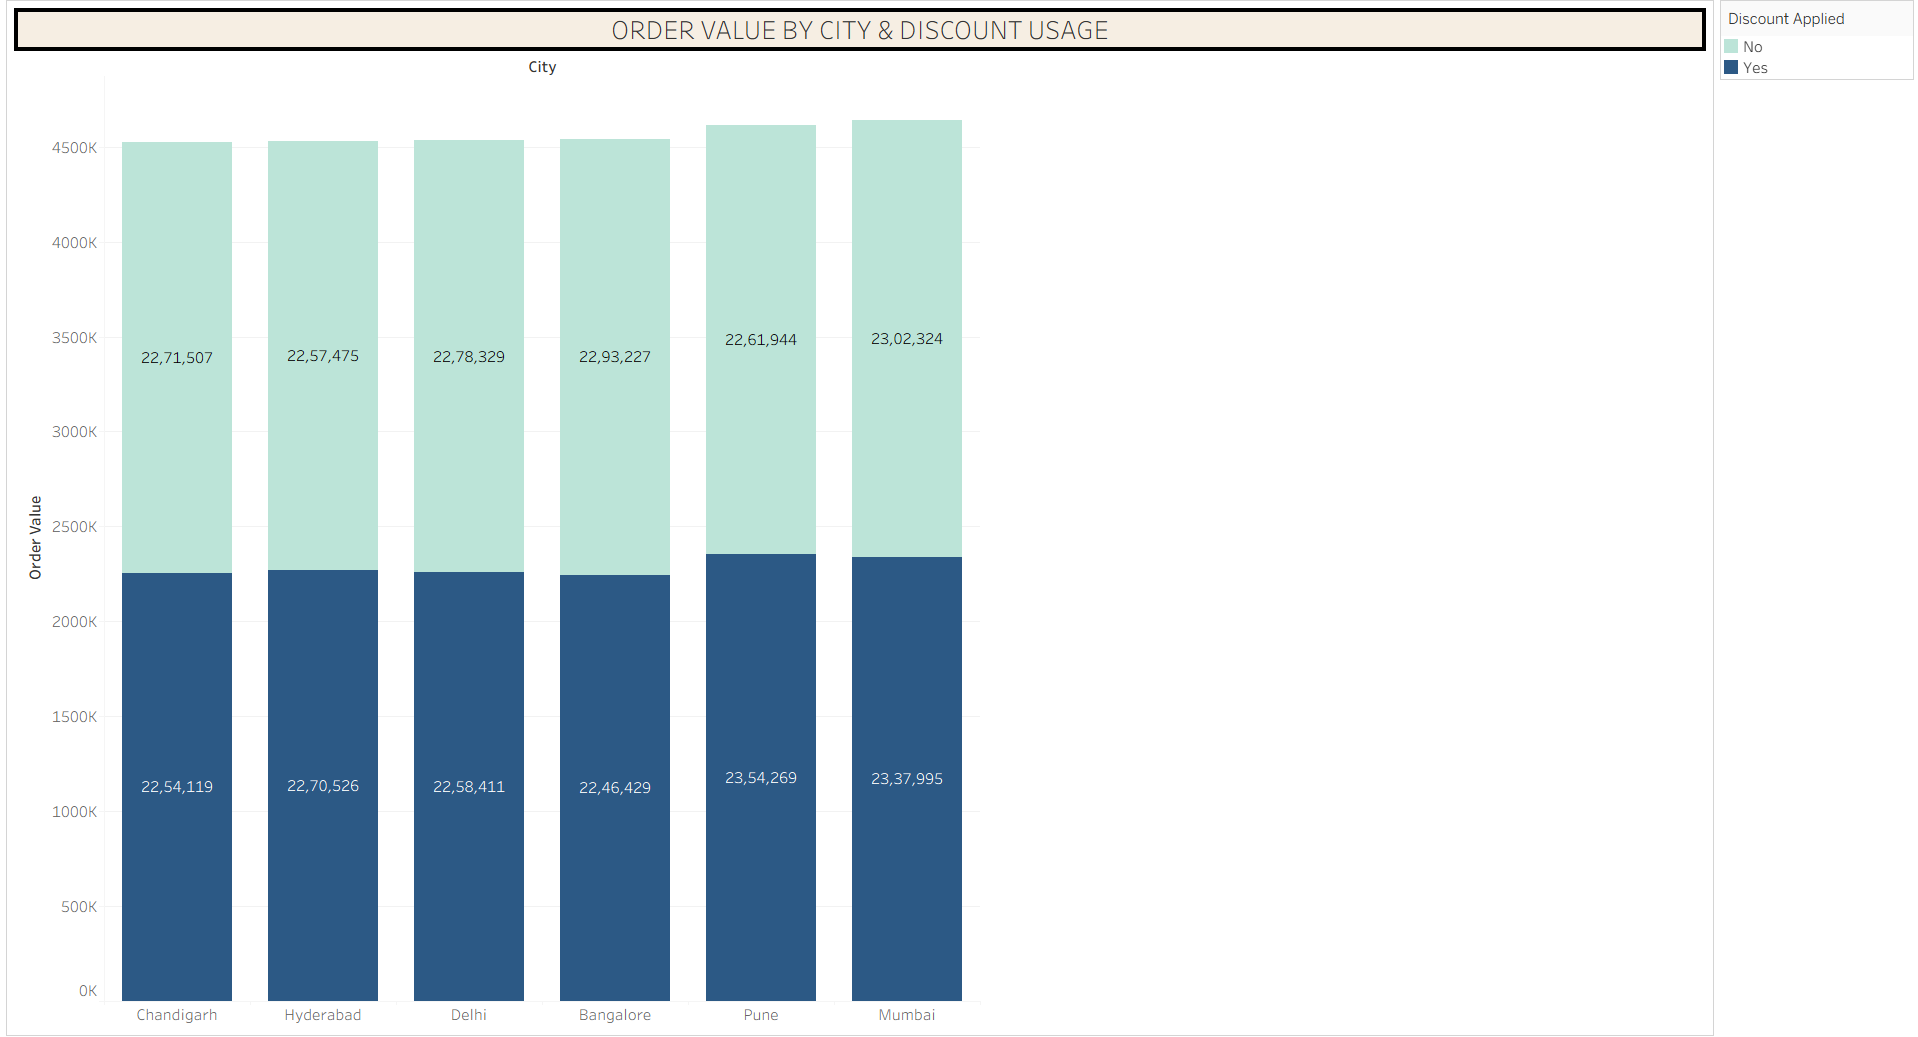 ORDER VALUE BY CITY & DISCOUNT USAGE
Discount Applied
No
Yes
City
Order Value
4500K
4000K
3500K
3000K
2500K
2000K
1500K
1000K
500K
0K
22,71,507
22,57,475
22,78,329
22,93,227
22,61,944
23,02,324
22,54,119
22,70,526
22,58,411
22,46,429
23,54,269
23,37,995
Chandigarh
Hyderabad
Delhi
Bangalore
Pune
Mumbai